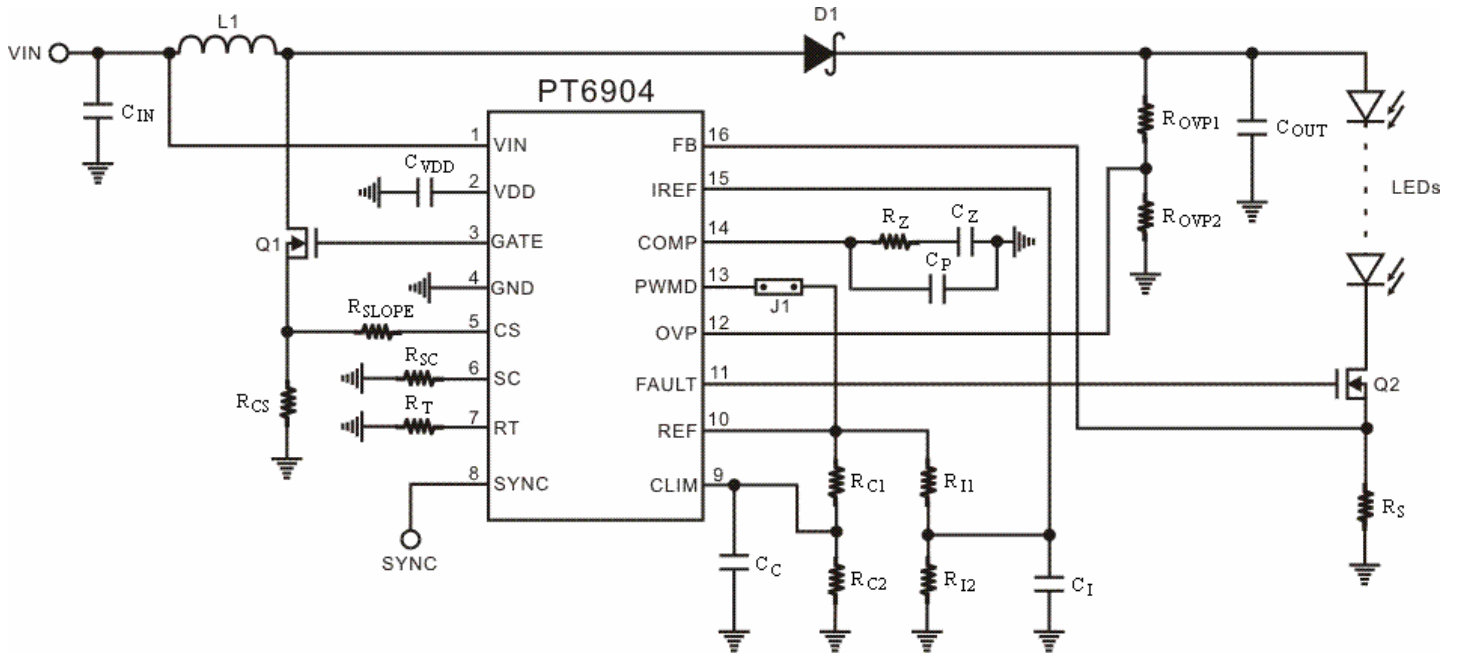 L1
D1
VIN
C_IN
PT6904
1 VIN
16 FB
R_OVP1
C_OUT
C_VDD
2 VDD
15 IREF
LEDs
R_Z
C_Z
R_OVP2
Q1
3 GATE
14 COMP
C_P
4 GND
13 PWMD
J1
R_SLOPE
5 CS
12 OVP
R_SC
6 SC
11 FAULT
Q2
R_CS
R_T
7 RT
10 REF
8 SYNC
9 CLIM
R_C1
R_I1
R_S
SYNC
C_C
R_C2
R_I2
C_I